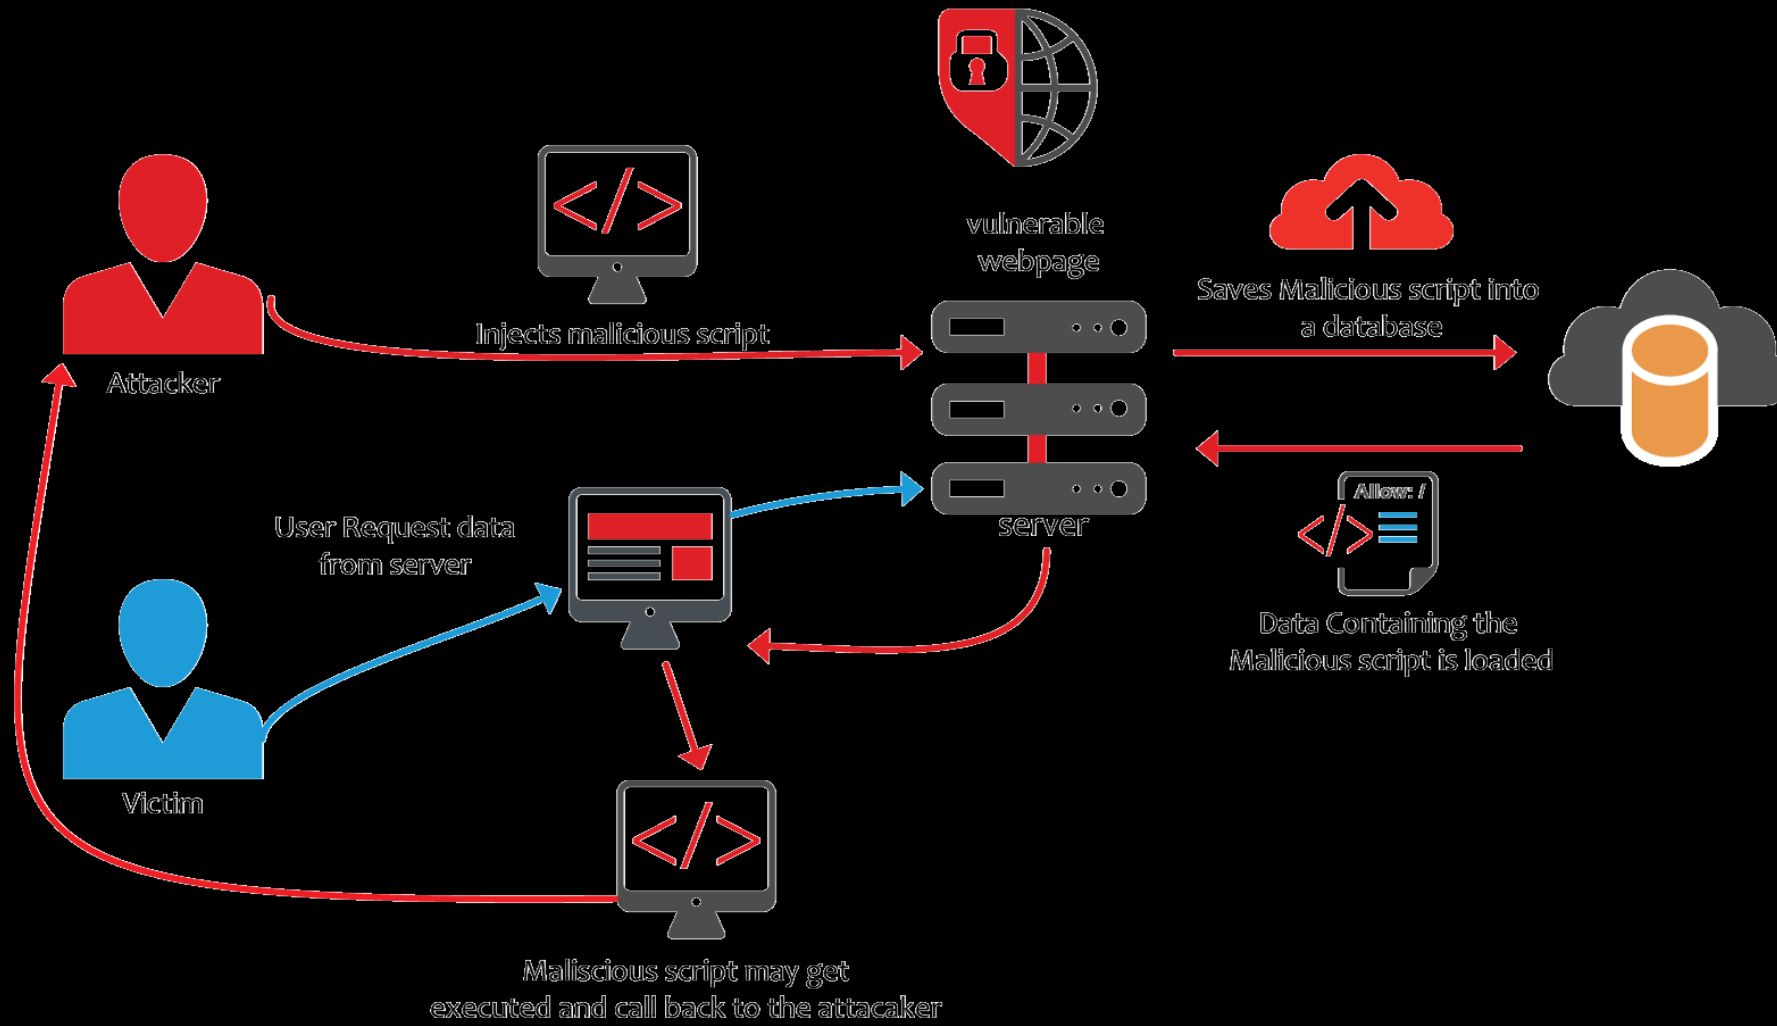 vulnerable
webpage
Saves Malicious script into
a database
Injects malicious script
Attacker
Allow: /
User Request data
from server
server
Data Containing the
Malicious script is loaded
Victim
Maliscious script may get
executed and call back to the attacaker